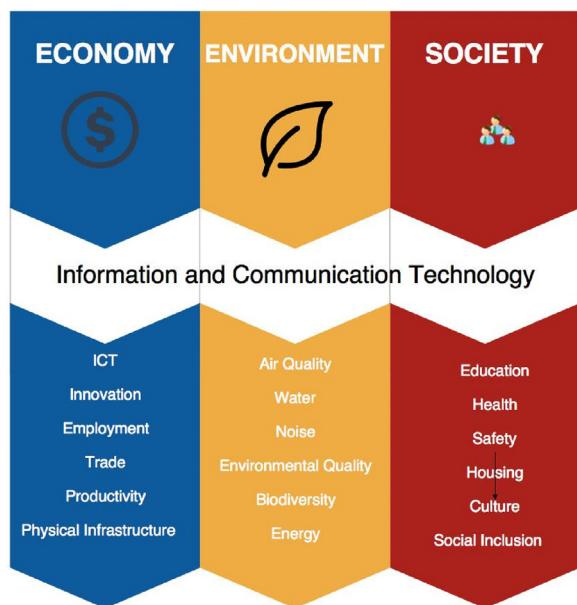 ECONOMY
ENVIRONMENT
SOCIETY
$
Information and Communication Technology
ICT
Innovation
Employment
Trade
Productivity
Physical Infrastructure
Air Quality
Water
Noise
Environmental Quality
Biodiversity
Energy
Education
Health
Safety
Housing
Culture
Social Inclusion